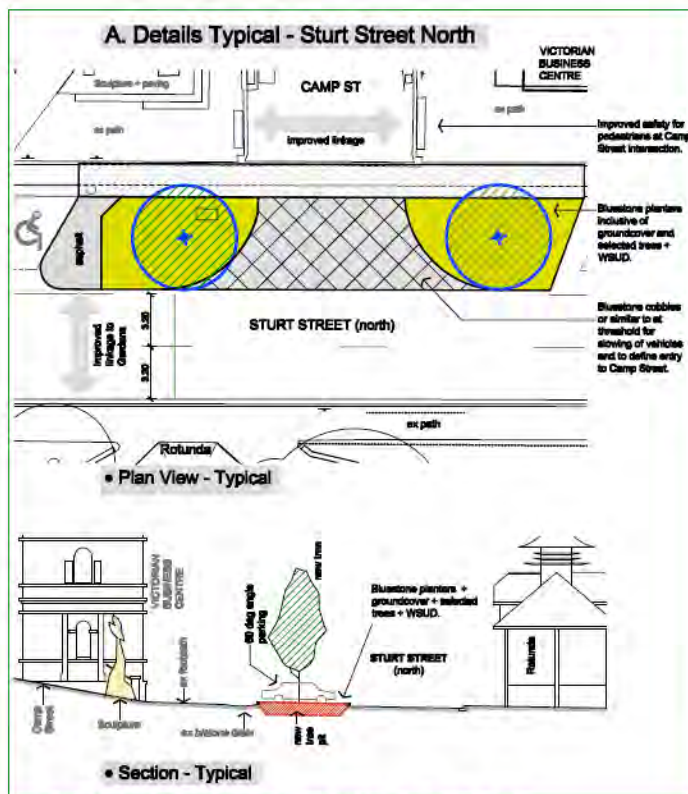 A. Details Typical - Sturt Street North
VICTORIAN
BUSINESS
CENTRE
Sculpture + paving
CAMP ST
ex path
ex path
improved linkage
Improved safety for
pedestrians at Camp
Street intersection.
Bluestone planters
inclusive of
groundcover and
selected trees +
WSUD.
asphalt
Bluestone cobbles
or similar to at
threshold for
slowing of vehicles
and to define entry
to Camp Street.
Improved
linkage to
Gardens
3.20
3.20
STURT STREET (north)
ex path
Rotunda
• Plan View - Typical
VICTORIAN
BUSINESS
CENTRE
ex footpath
60 deg angle
parking
new tree
Bluestone planters +
groundcover + selected
trees + WSUD.
STURT STREET
(north)
Rotunda
Camp
Street
Sculpture
new
tree
pit
• Section - Typical